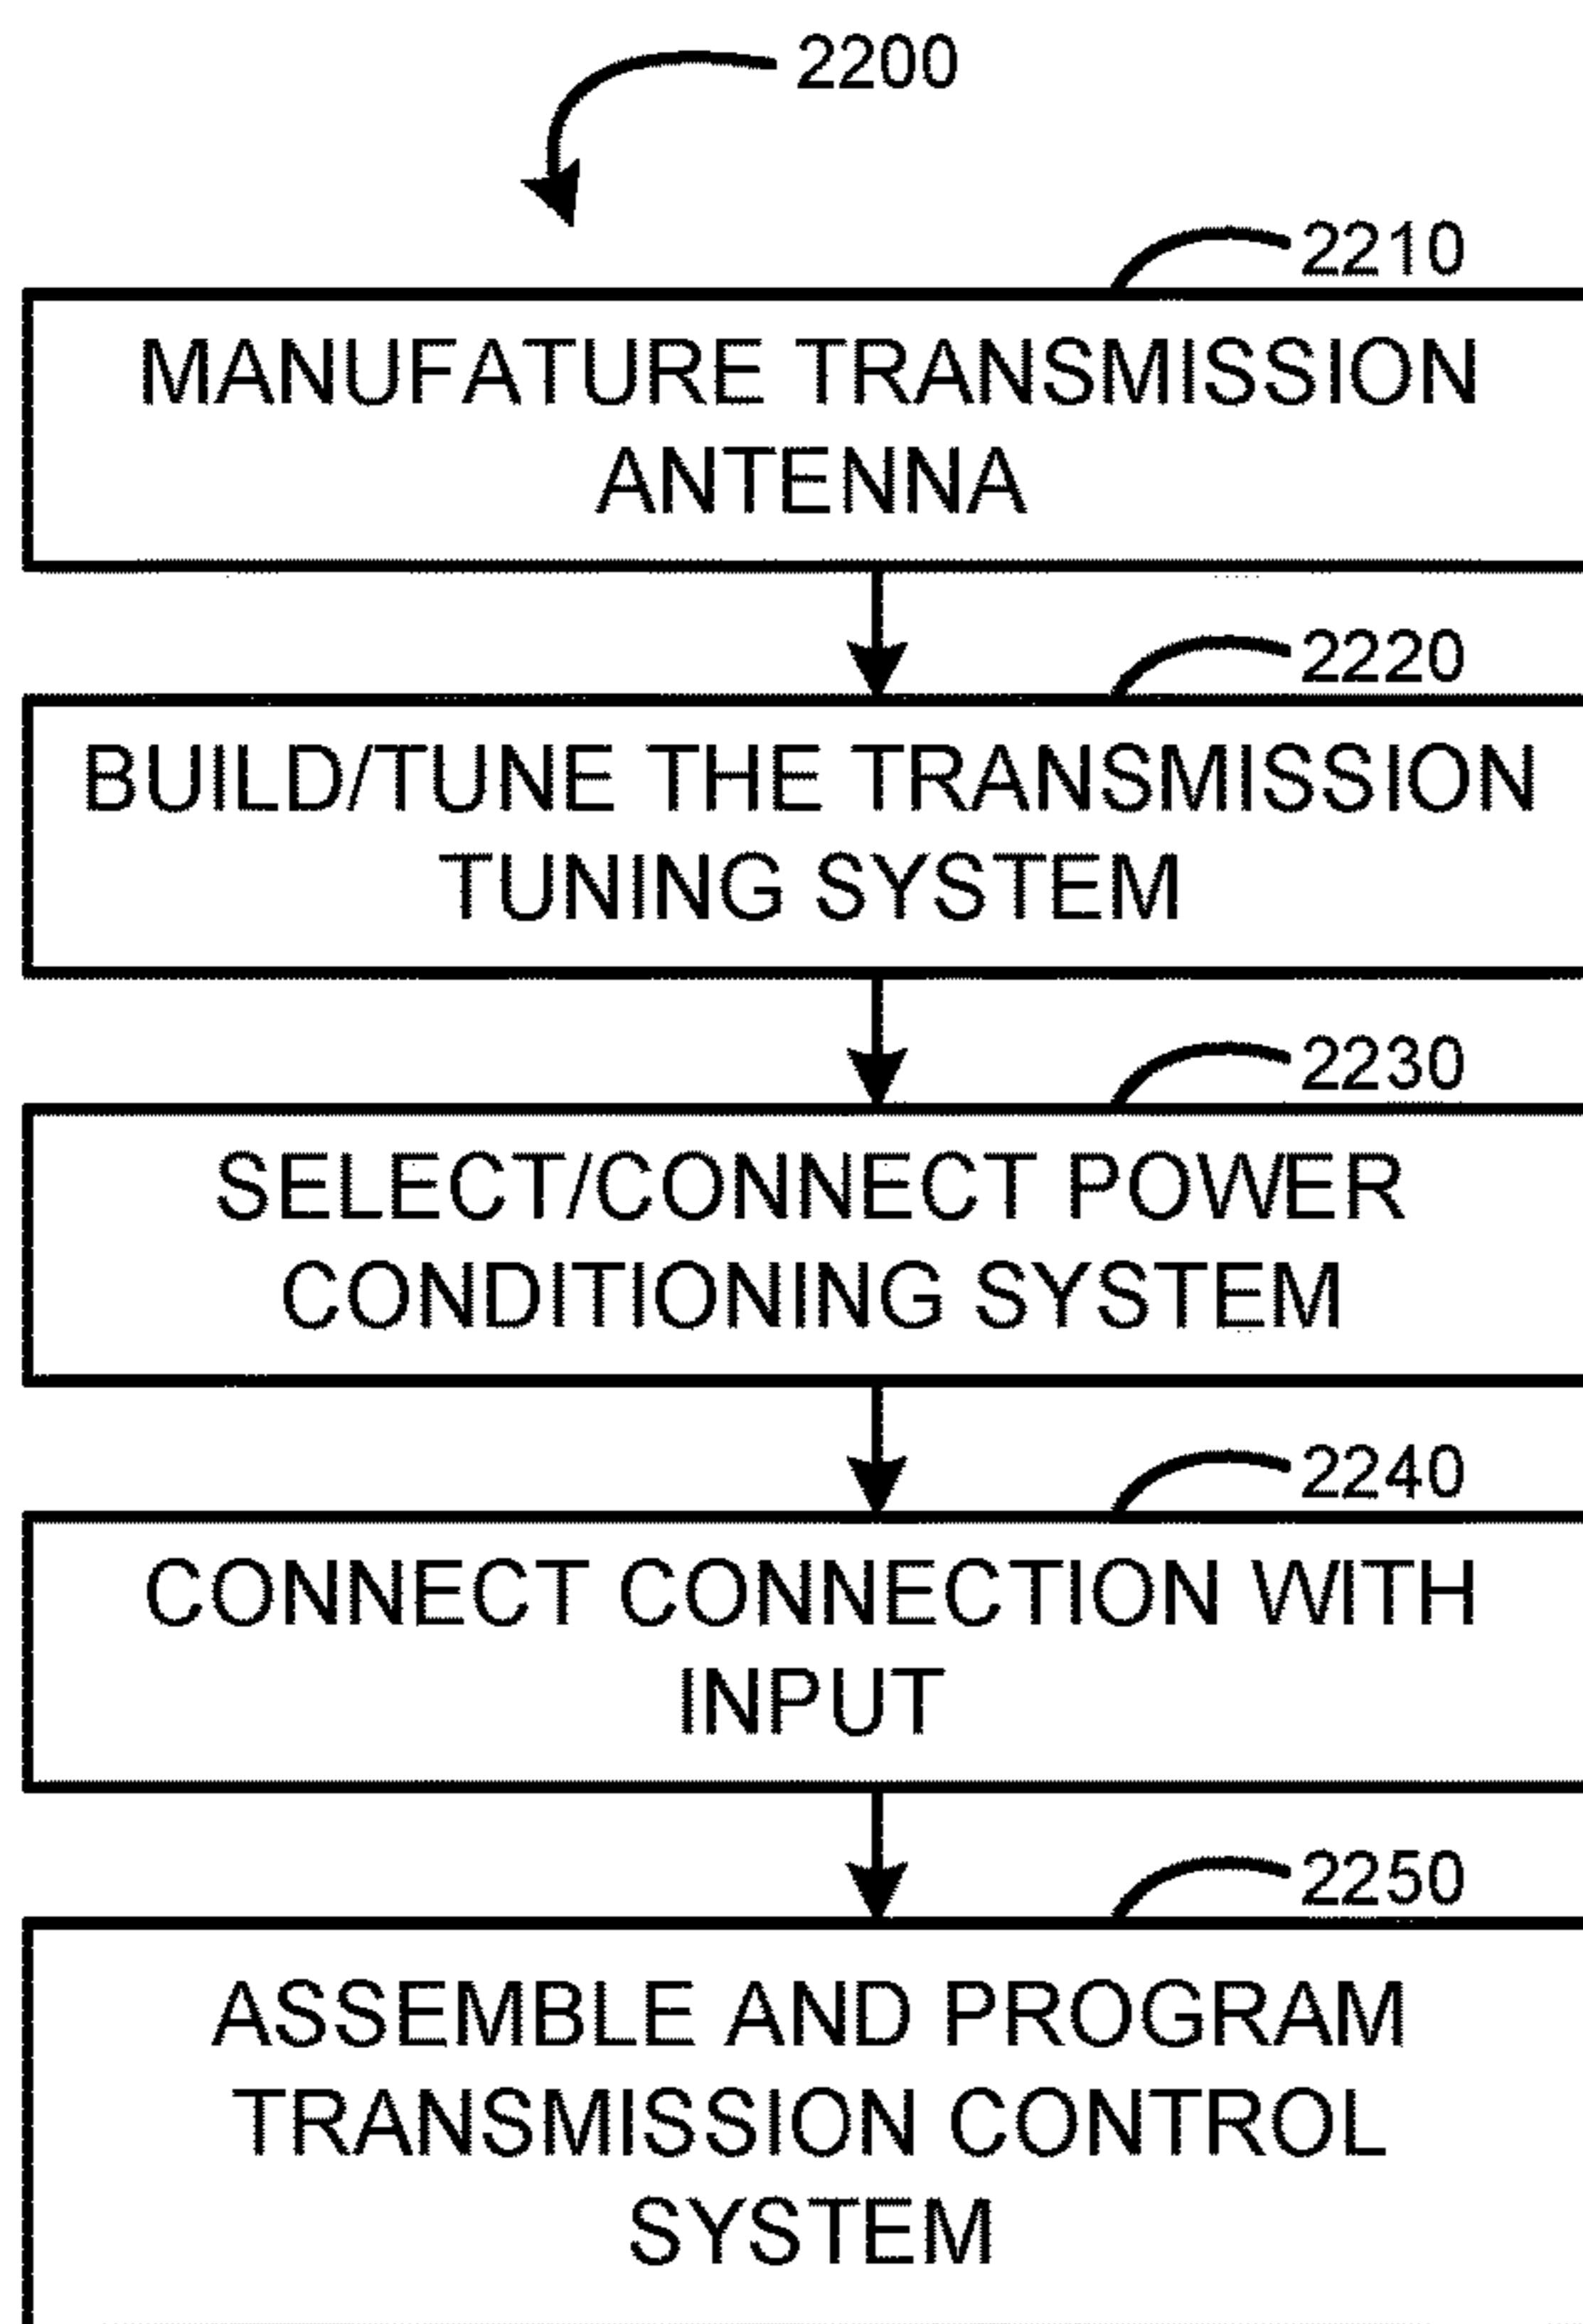 2200
2210
MANUFATURE TRANSMISSION
ANTENNA
2220
BUILD/TUNE THE TRANSMISSION
TUNING SYSTEM
2230
SELECT/CONNECT POWER
CONDITIONING SYSTEM
2240
CONNECT CONNECTION WITH
INPUT
2250
ASSEMBLE AND PROGRAM
TRANSMISSION CONTROL
SYSTEM